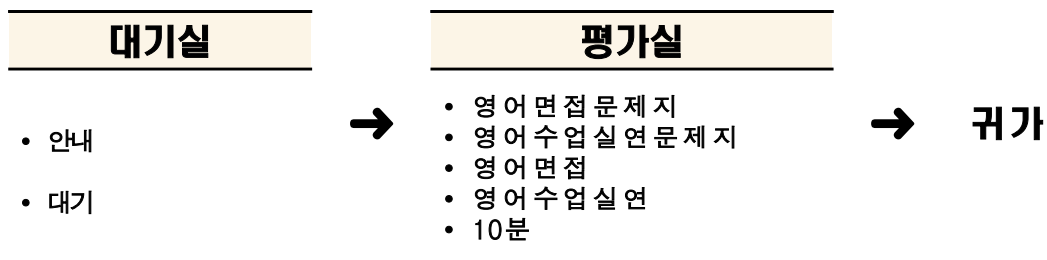 대기실
• 안내
• 대기
➜
평가실
• 영어면접문제지
• 영어수업실연문제지
• 영어면접
• 영어수업실연
• 10분
➜
귀가